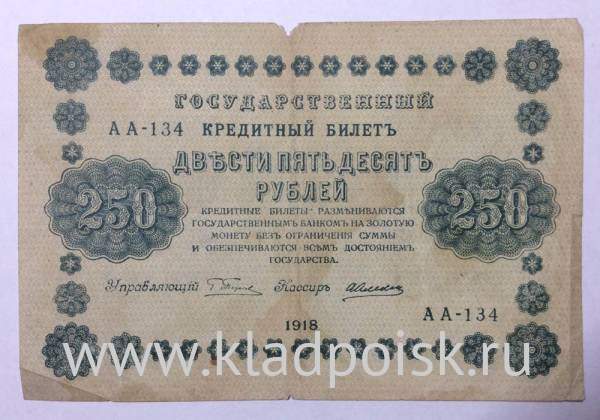 ГОСУДАРСТВЕННЫЙ
АА-134 КРЕДИТНЫЙ БИЛЕТЪ
ДВѢСТИ ПЯТЬДЕСЯТЪ
РУБЛЕЙ
250 250
КРЕДИТНЫЕ БИЛЕТЫ РАЗМѢНИВАЮТСЯ
ГОСУДАРСТВЕННЫМЪ БАНКОМЪ НА ЗОЛОТУЮ
МОНЕТУ БЕЗЪ ОГРАНИЧЕНІЯ СУММЫ
И ОБЕЗПЕЧИВАЮТСЯ ВСѢМЪ ДОСТОЯНІЕМЪ
ГОСУДАРСТВА.
Управляющій Кассиръ
АА-134
1918
www.kladpoisk.ru